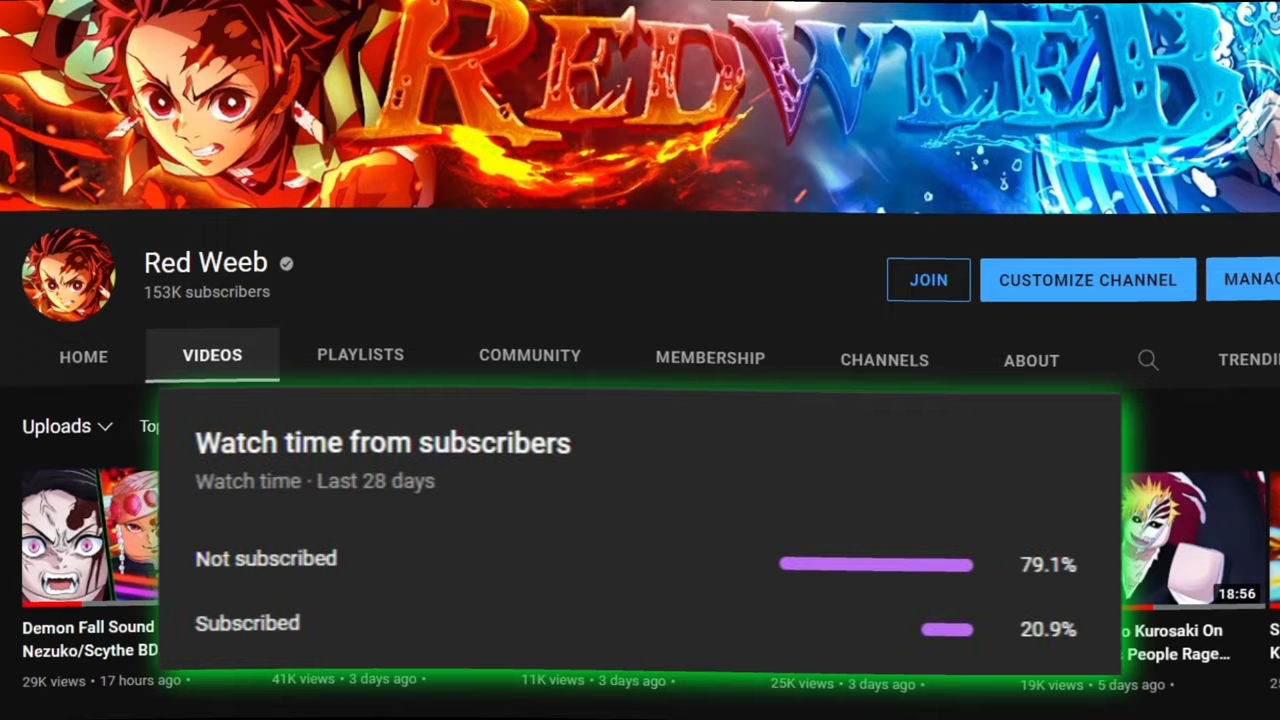 REDWEEB
Red Weeb
153K subscribers
JOIN
CUSTOMIZE CHANNEL
HOME
VIDEOS
PLAYLISTS
COMMUNITY
MEMBERSHIP
CHANNELS
ABOUT
Uploads
Watch time from subscribers
Watch time · Last 28 days
Not subscribed
79.1%
Subscribed
20.9%
18:56
Demon Fall Sound
Nezuko/Scythe BD
Kurosaki On
People Rage...
29K views • 17 hours ago •
41K views • 3 days ago •
11K views • 3 days ago •
25K views • 3 days ago •
19K views • 5 days ago •